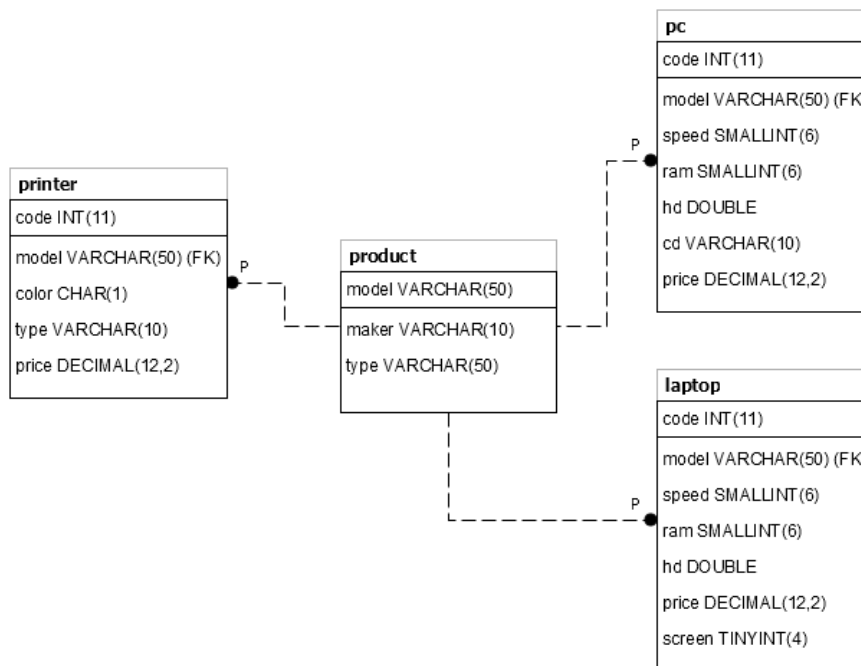 printer
code INT(11)
model VARCHAR(50) (FK)
color CHAR(1)
type VARCHAR(10)
price DECIMAL(12,2)
P
product
model VARCHAR(50)
maker VARCHAR(10)
type VARCHAR(50)
pc
code INT(11)
model VARCHAR(50) (FK
speed SMALLINT(6)
ram SMALLINT(6)
hd DOUBLE
cd VARCHAR(10)
price DECIMAL(12,2)
P
laptop
code INT(11)
model VARCHAR(50) (FK
speed SMALLINT(6)
ram SMALLINT(6)
hd DOUBLE
price DECIMAL(12,2)
screen TINYINT(4)
P